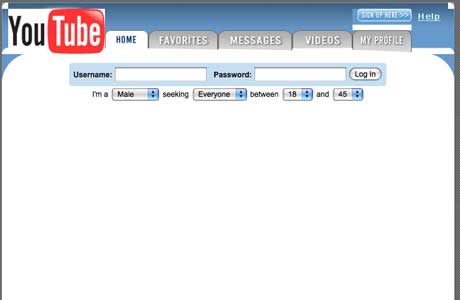 YouTube
SIGN UP HERE >> Help
HOME FAVORITES MESSAGES VIDEOS MY PROFILE
Username: Password: Log In
I'm a Male seeking Everyone between 18 and 45